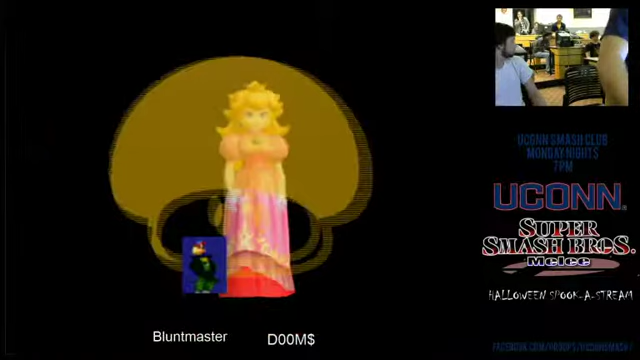 UCONN SMASH CLUB
MONDAY NIGHTS
7PM
UCONN
SUPER
SMASH BROS.
Melee
HALLOWEEN SPOOK-A-STREAM
Bluntmaster
D00M$